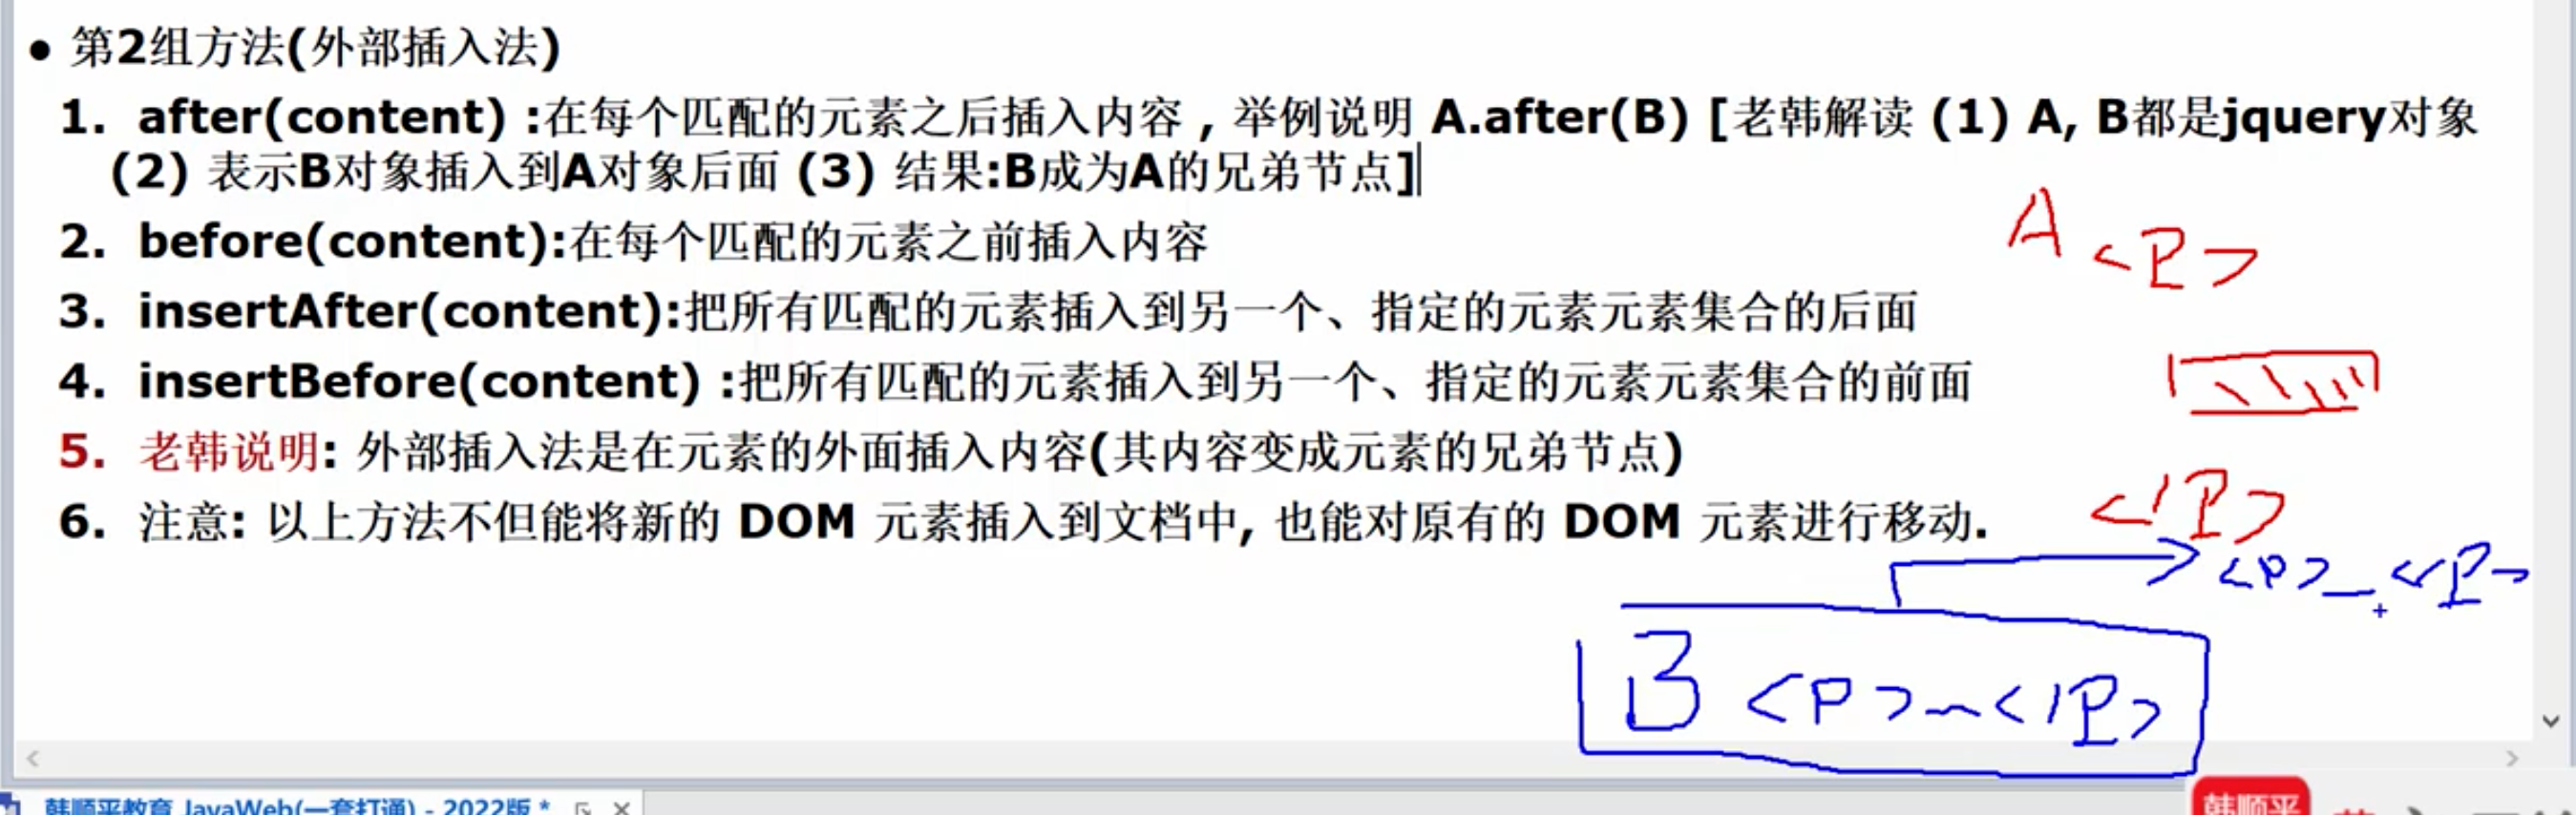 ● 第2组方法(外部插入法)
1. after(content) :在每个匹配的元素之后插入内容 , 举例说明 A.after(B) [老韩解读 (1) A, B都是jquery对象
(2) 表示B对象插入到A对象后面 (3) 结果:B成为A的兄弟节点]
2. before(content):在每个匹配的元素之前插入内容
A <P>
3. insertAfter(content):把所有匹配的元素插入到另一个、指定的元素元素集合的后面
4. insertBefore(content) :把所有匹配的元素插入到另一个、指定的元素元素集合的前面
5. 老韩说明: 外部插入法是在元素的外面插入内容(其内容变成元素的兄弟节点)
6. 注意: 以上方法不但能将新的 DOM 元素插入到文档中, 也能对原有的 DOM 元素进行移动.
</P>
<P>
B <P>~</P>
韩顺平教育 JavaWeb(一套打通) - 2022版 *
韩顺平